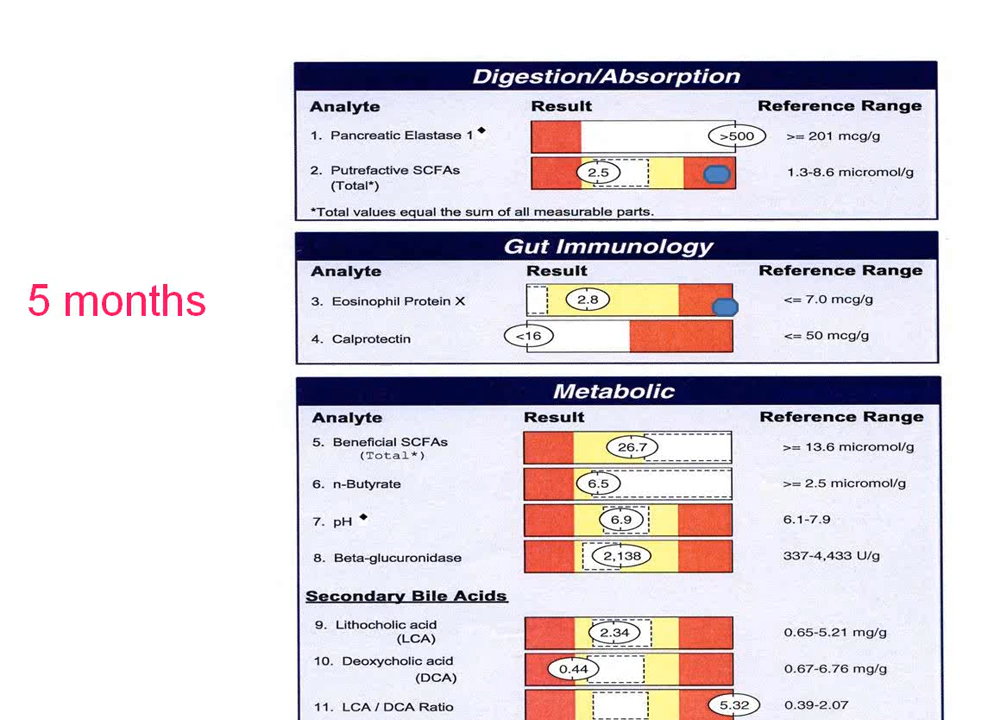 Digestion/Absorption
Analyte Result Reference Range
1. Pancreatic Elastase 1◆ >500 >= 201 mcg/g
2. Putrefactive SCFAs 2.5 1.3-8.6 micromol/g
(Total*)
*Total values equal the sum of all measurable parts.
Gut Immunology
Analyte Result Reference Range
5 months
3. Eosinophil Protein X 2.8 <= 7.0 mcg/g
4. Calprotectin <16 <= 50 mcg/g
Metabolic
Analyte Result Reference Range
5. Beneficial SCFAs 26.7 >= 13.6 micromol/g
(Total*)
6. n-Butyrate 6.5 >= 2.5 micromol/g
7. pH ◆ 6.9 6.1-7.9
8. Beta-glucuronidase 2,138 337-4,433 U/g
Secondary Bile Acids
9. Lithocholic acid 2.34 0.65-5.21 mg/g
(LCA)
10. Deoxycholic acid 0.44 0.67-6.76 mg/g
(DCA)
11. LCA / DCA Ratio 5.32 0.39-2.07